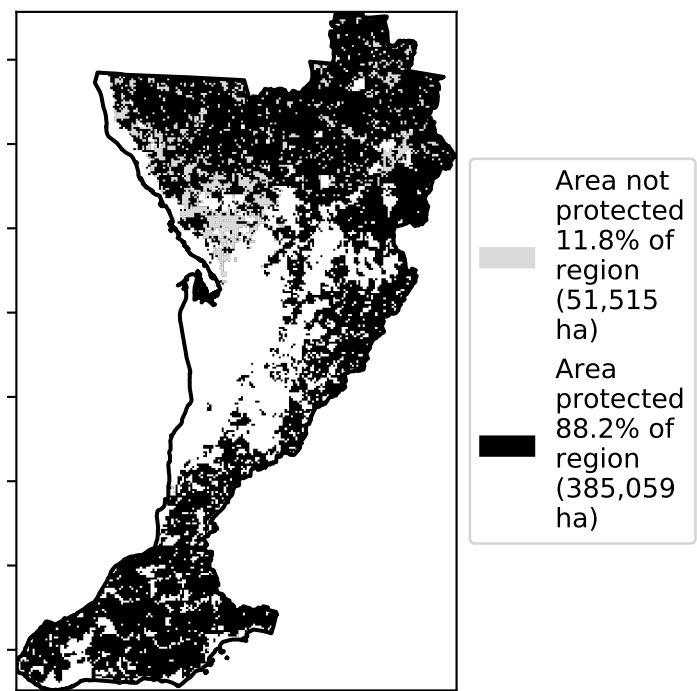 Area not
protected
11.8% of
region
(51,515
ha)
Area
protected
88.2% of
region
(385,059
ha)